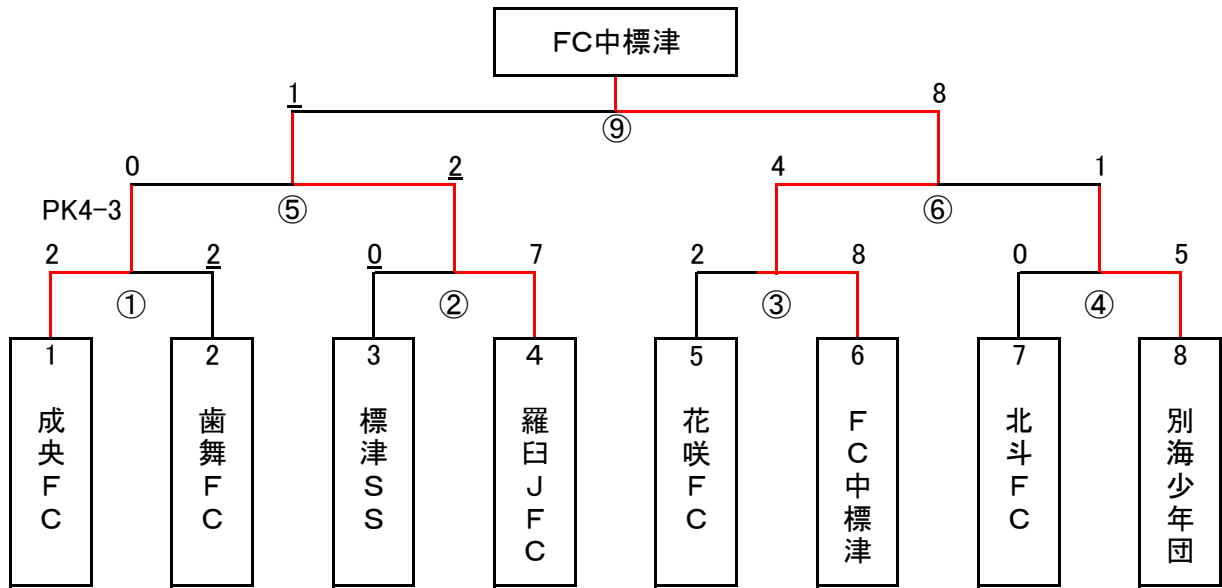 FC中標津
1 8
⑨
0 2 4 1
PK4-3 ⑤ ⑥
2 2 0 7 2 8 0 5
① ② ③ ④
1 2 3 4 5 6 7 8
成央FC
歯舞FC
標津SS
羅臼JFC
花咲FC
FC中標津
北斗FC
別海少年団